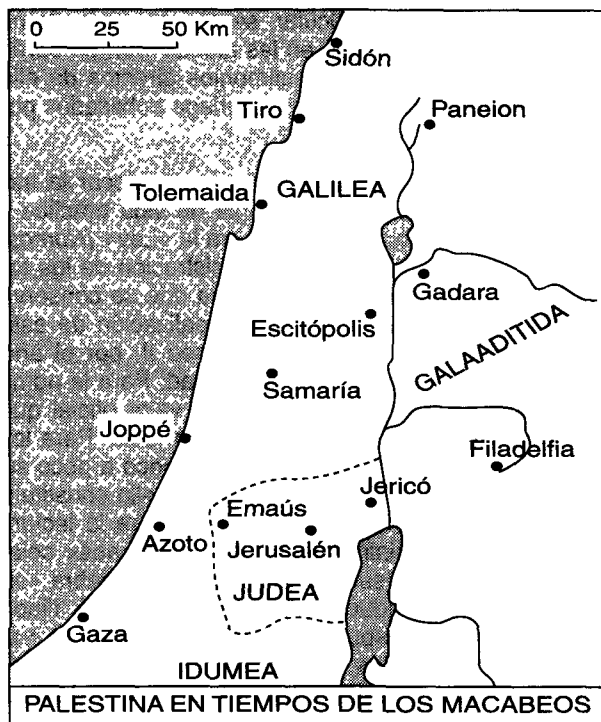 0 25 50 Km
Sidón
Tiro
Paneion
Tolemaida
GALILEA
Gadara
Escitópolis
GALAADITIDA
Samaría
Joppé
Filadelfia
Jericó
Emaús
Azoto
Jerusalén
JUDEA
Gaza
IDUMEA
PALESTINA EN TIEMPOS DE LOS MACABEOS